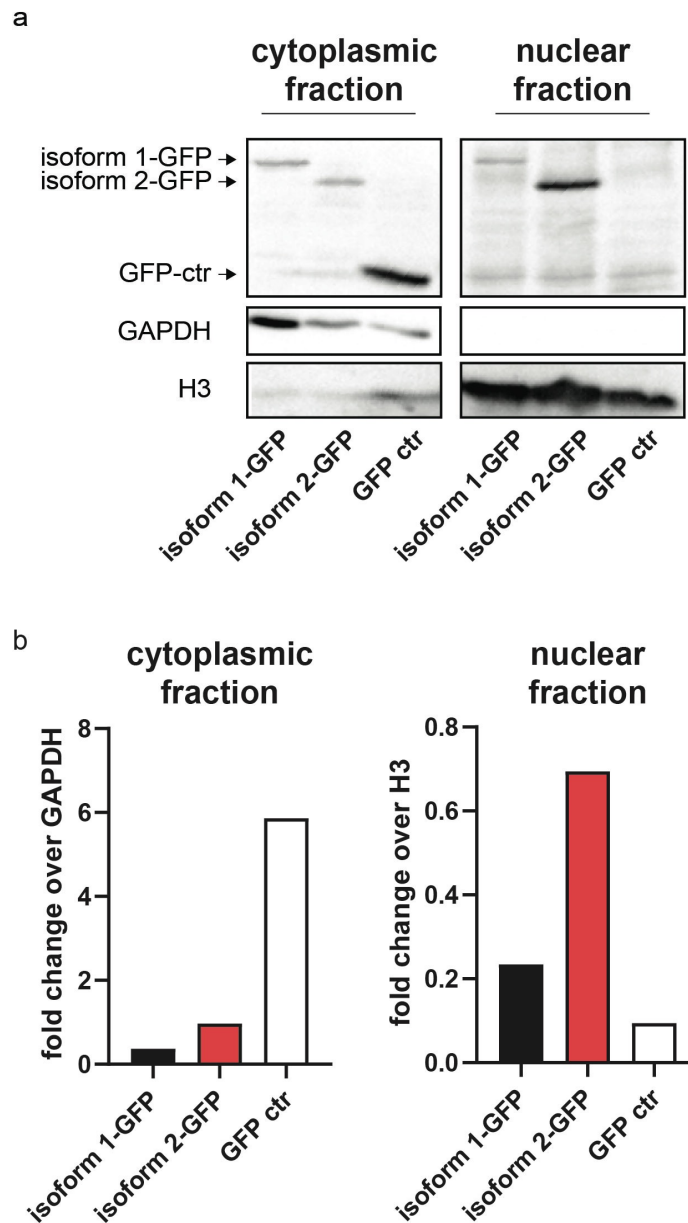 a
cytoplasmic
fraction
nuclear
fraction
isoform 1-GFP
isoform 2-GFP
GFP-ctr
GAPDH
H3
isoform 1-GFP
isoform 2-GFP
GFP ctr
isoform 1-GFP
isoform 2-GFP
GFP ctr
b
cytoplasmic
fraction
fold change over GAPDH
8
6
4
2
0
isoform 1-GFP
isoform 2-GFP
GFP ctr
nuclear
fraction
fold change over H3
0.8
0.6
0.4
0.2
0.0
isoform 1-GFP
isoform 2-GFP
GFP ctr